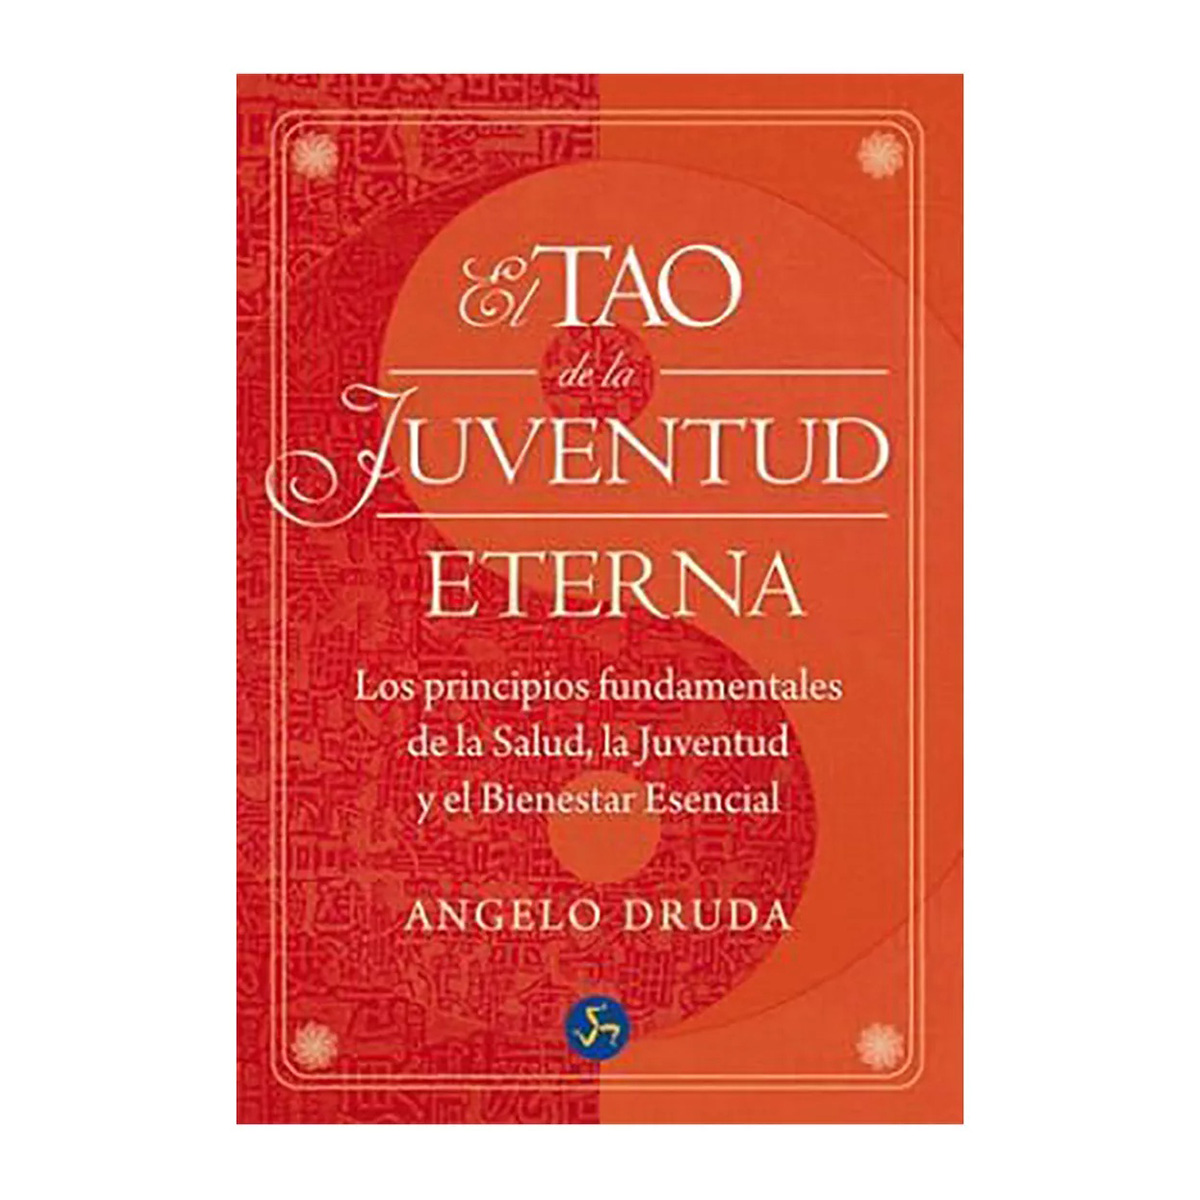 El TAO
de la
JUVENTUD
ETERNA
Los principios fundamentales
de la Salud, la Juventud
y el Bienestar Esencial
ANGELO DRUDA